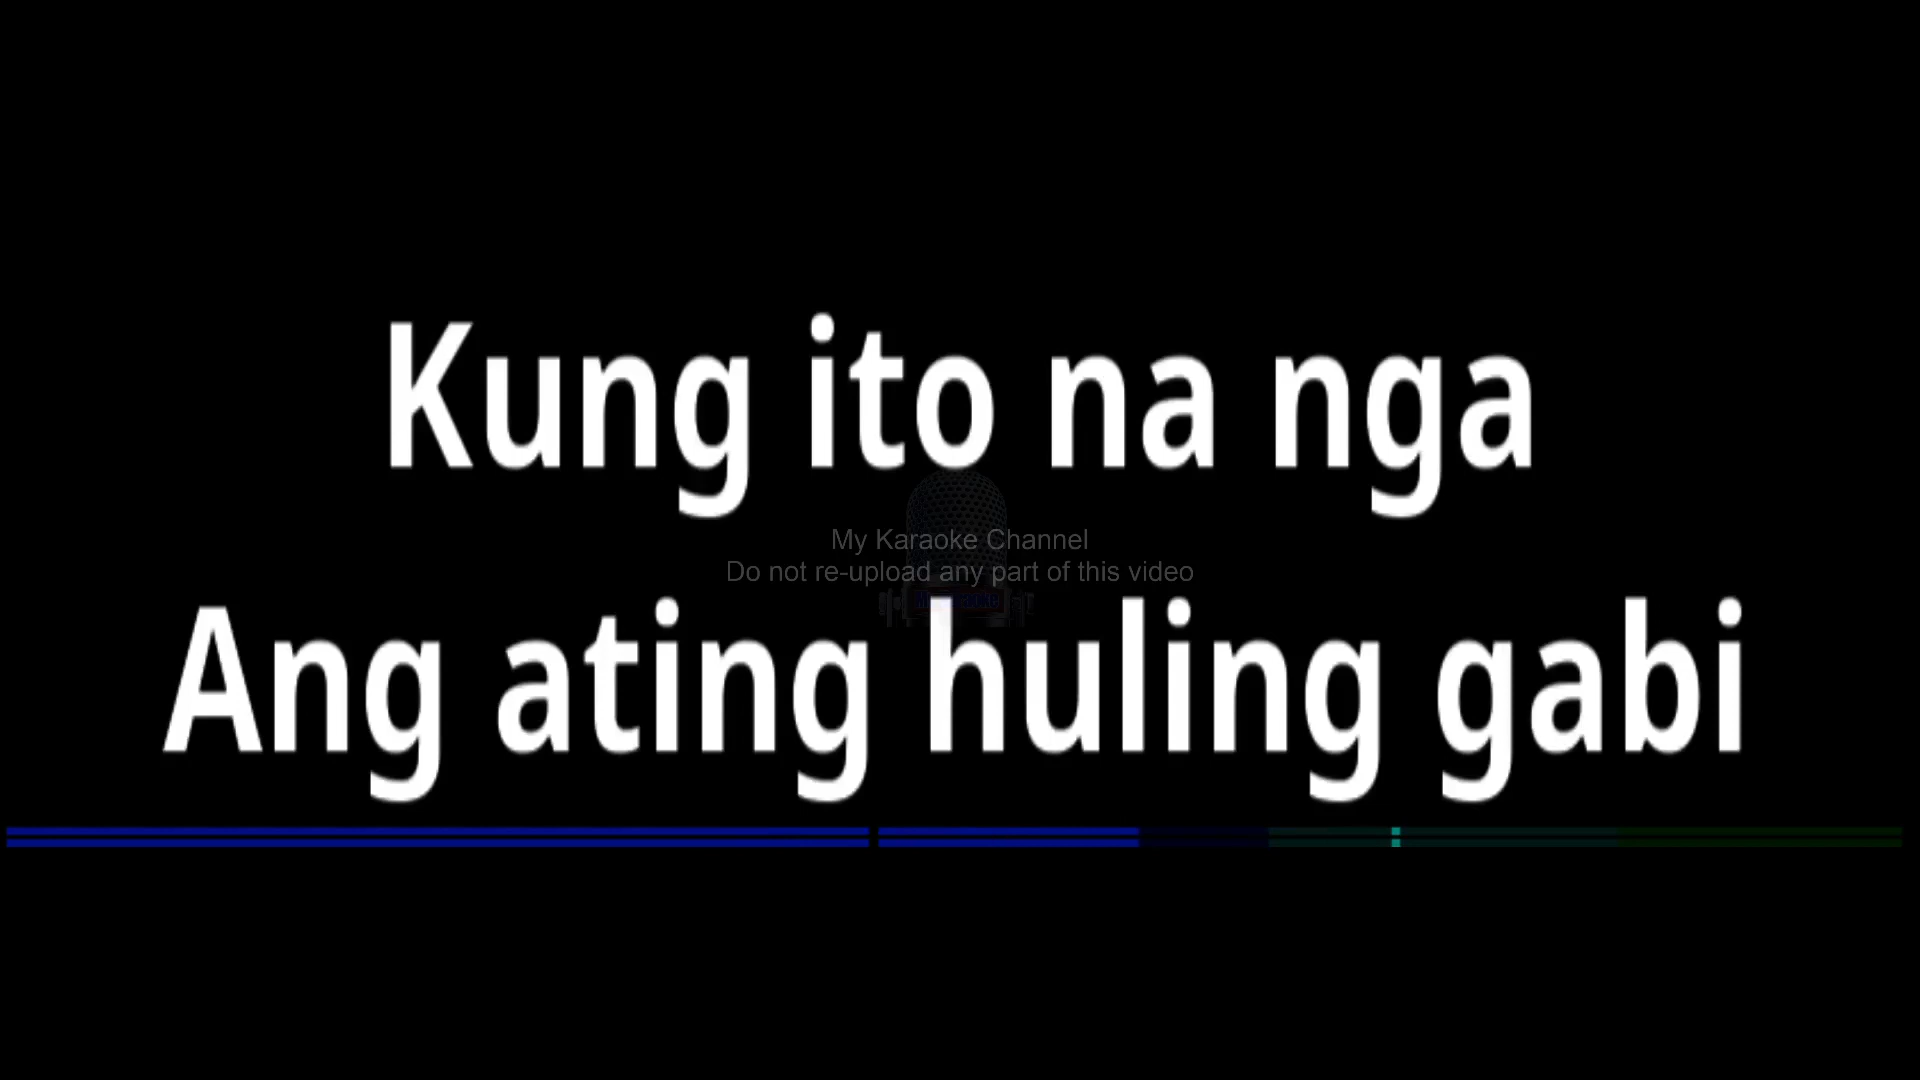 Kung ito na nga
My Karaoke Channel
Do not re-upload any part of this video
Ang ating huling gabi